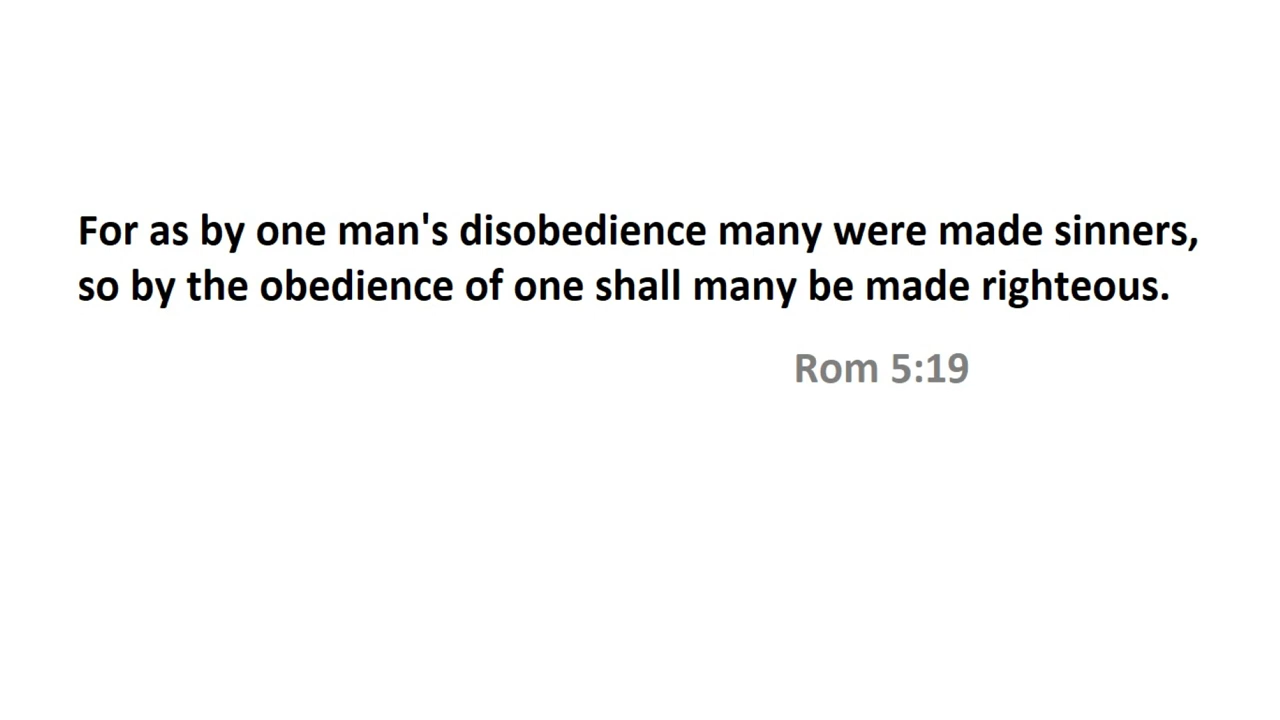 For as by one man's disobedience many were made sinners,
so by the obedience of one shall many be made righteous.
Rom 5:19